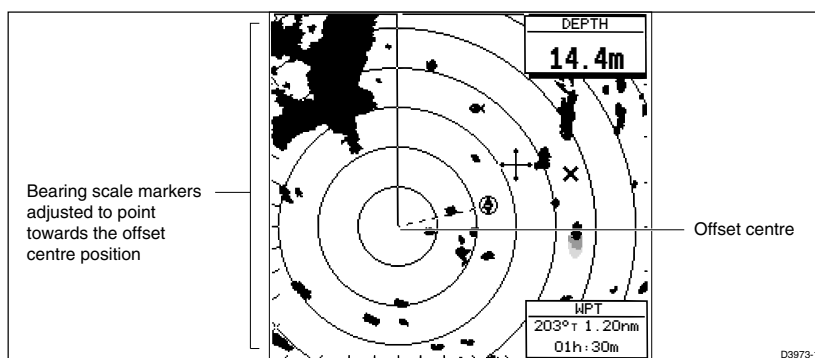 DEPTH
14.4m
Bearing scale markers
adjusted to point
towards the offset
centre position
Offset centre
WPT
203°T 1.20nm
01h:30m